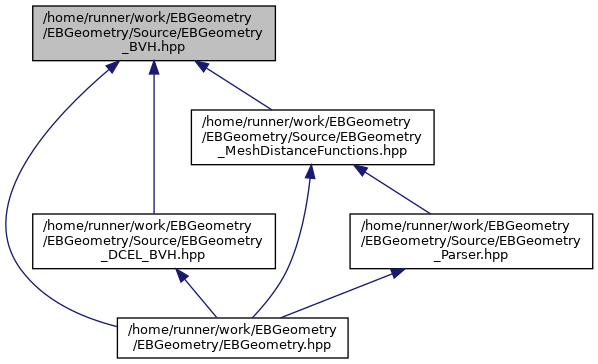 /home/runner/work/EBGeometry
/EBGeometry/Source/EBGeometry
_BVH.hpp
/home/runner/work/EBGeometry
/EBGeometry/Source/EBGeometry
_MeshDistanceFunctions.hpp
/home/runner/work/EBGeometry
/EBGeometry/Source/EBGeometry
_DCEL_BVH.hpp
/home/runner/work/EBGeometry
/EBGeometry/Source/EBGeometry
_Parser.hpp
/home/runner/work/EBGeometry
/EBGeometry/EBGeometry.hpp